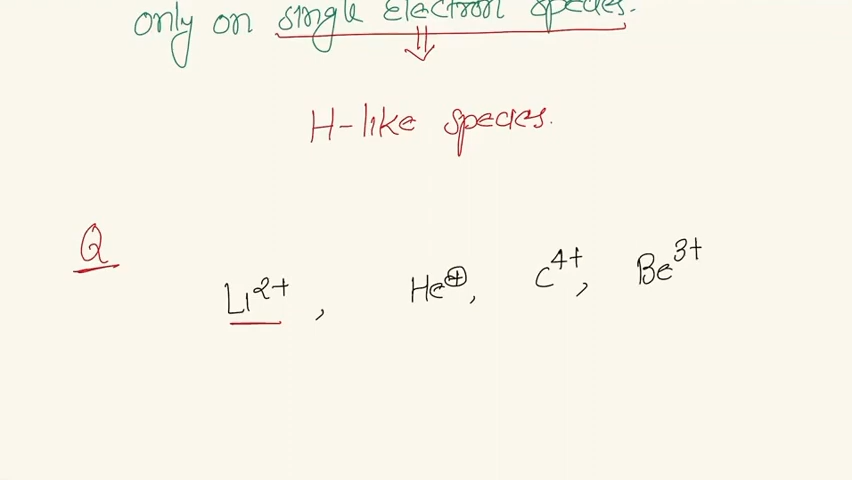 only on single electron species.
H-like species.
Q
Li²⁺, He⊕, C⁴⁺, Be³⁺